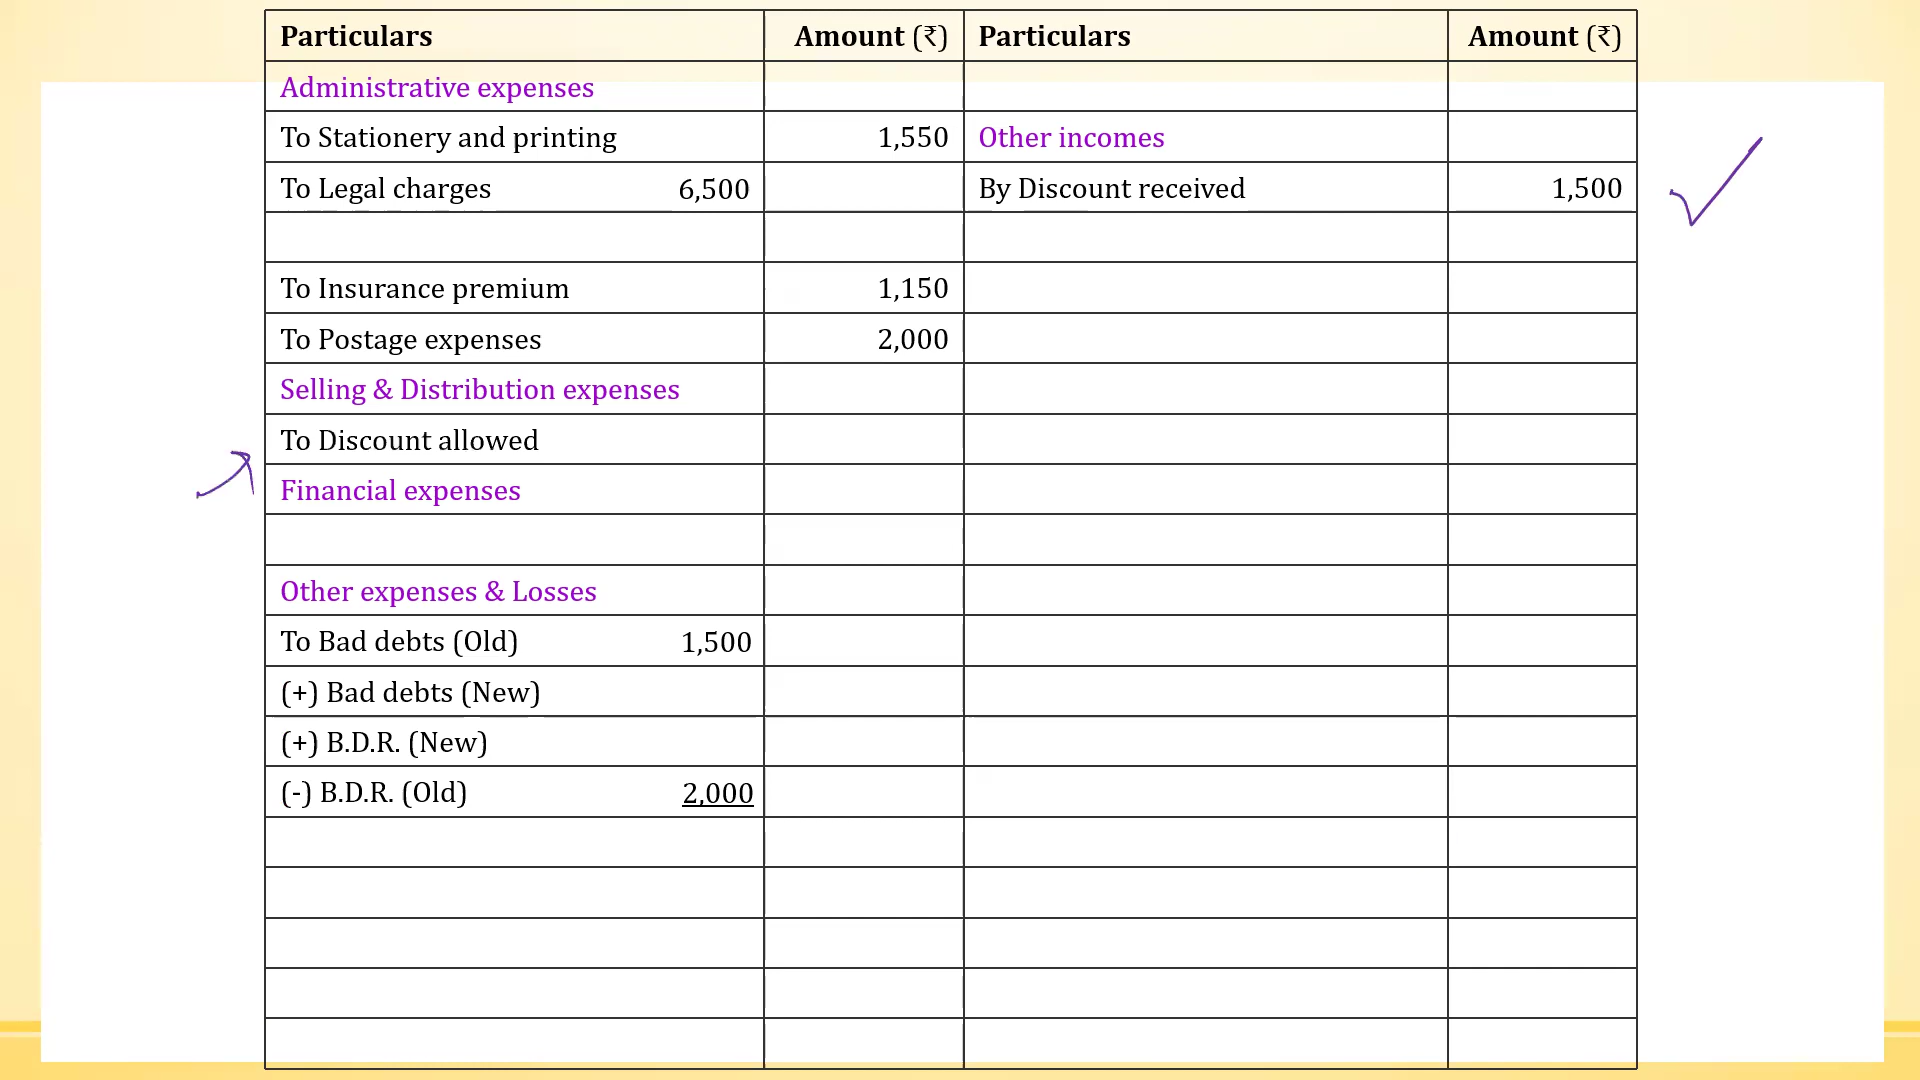 Particulars Amount (₹) Particulars Amount (₹)
Administrative expenses
To Stationery and printing 1,550 Other incomes
To Legal charges 6,500 By Discount received 1,500
To Insurance premium 1,150
To Postage expenses 2,000
Selling & Distribution expenses
To Discount allowed
Financial expenses
Other expenses & Losses
To Bad debts (Old) 1,500
(+) Bad debts (New)
(+) B.D.R. (New)
(-) B.D.R. (Old) 2,000